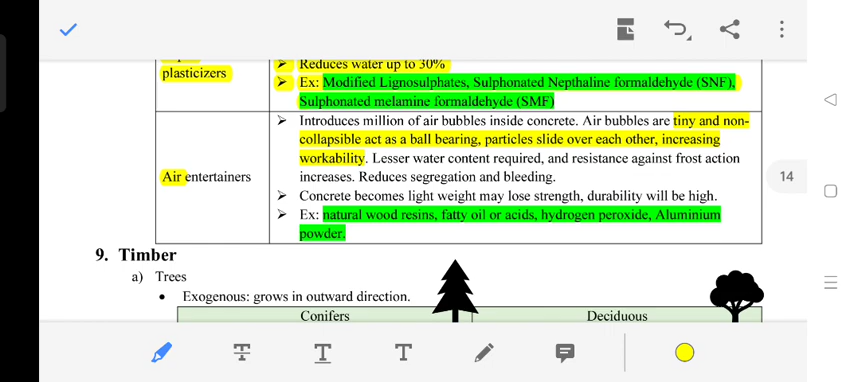 ➢ Reduces water up to 30%
plasticizers
➢ Ex: Modified Lignosulphates, Sulphonated Nepthaline formaldehyde (SNF),
Sulphonated melamine formaldehyde (SMF)
Air entertainers
➢ Introduces million of air bubbles inside concrete. Air bubbles are tiny and non-
collapsible act as a ball bearing, particles slide over each other, increasing
workability. Lesser water content required, and resistance against frost action
increases. Reduces segregation and bleeding.
➢ Concrete becomes light weight may lose strength, durability will be high.
➢ Ex: natural wood resins, fatty oil or acids, hydrogen peroxide, Aluminium
powder.
14
9. Timber
a) Trees
• Exogenous: grows in outward direction.
Conifers
Deciduous
T
T
T